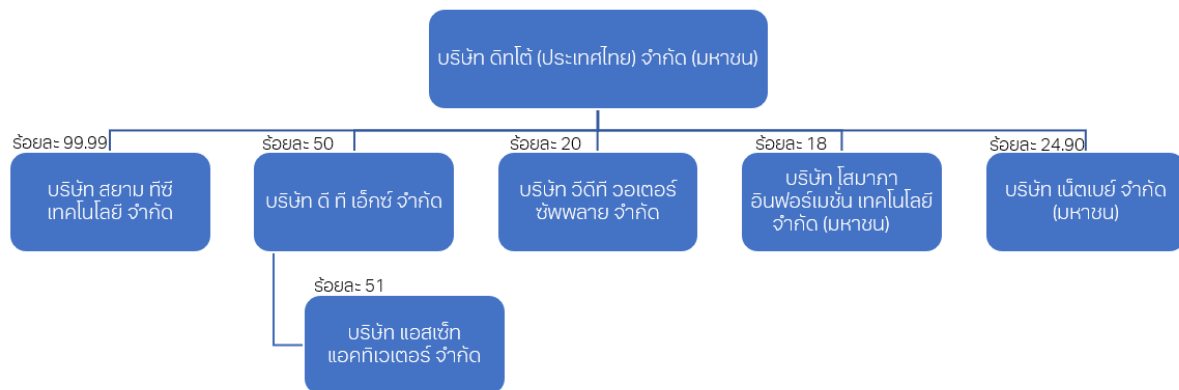 บริษัท ดิทโต้ (ประเทศไทย) จำกัด (มหาชน)
ร้อยละ 99.99
บริษัท สยาม ทีซี
เทคโนโลยี จำกัด
ร้อยละ 50
บริษัท ดี ที เอ็กซ์ จำกัด
ร้อยละ 20
บริษัท วีดีที วอเตอร์
ซัพพลาย จำกัด
ร้อยละ 18
บริษัท โสมาภา
อินฟอร์เมชั่น เทคโนโลยี
จำกัด (มหาชน)
ร้อยละ 24.90
บริษัท เน็ตเบย์ จำกัด
(มหาชน)
ร้อยละ 51
บริษัท แอสเซ็ท
แอคทิเวเตอร์ จำกัด